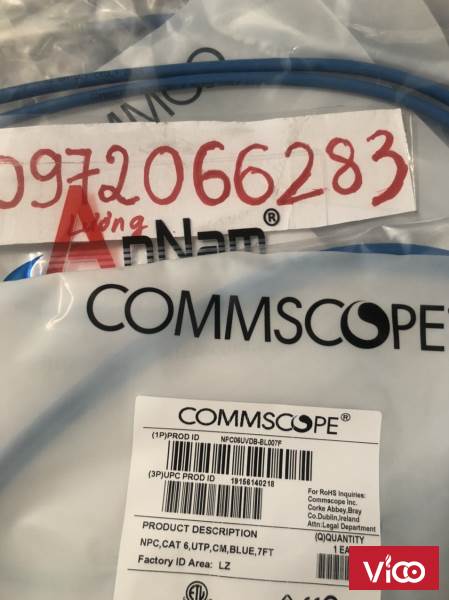 0972066283
Lương
AnNam®
COMMSCOPE
COMMSCOPE®
(1P)PROD ID
NPC06UVDB-BL007F
(3P)UPC PROD ID
19156140218
For RoHS inquiries:
Commscope Inc.
Corke Abbey,Bray
Co.Dublin,Ireland
Attn:Legal Department
PRODUCT DESCRIPTION
(Q)QUANTITY
NPC,CAT 6,UTP,CM,BLUE,7FT
1 EA
Factory ID Area: LZ
ETL
Vioo